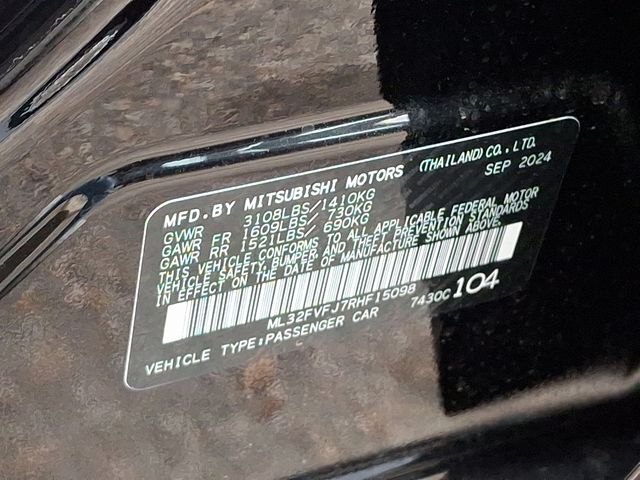 MFD. BY MITSUBISHI MOTORS (THAILAND) CO., LTD.
SEP 2024
GVWR 3108LBS/1410KG
GAWR FR 1609LBS/ 730KG
GAWR RR 1521LBS/ 690KG
THIS VEHICLE CONFORMS TO ALL APPLICABLE FEDERAL MOTOR
VEHICLE SAFETY, BUMPER, AND THEFT PREVENTION STANDARDS
IN EFFECT ON THE DATE OF MANUFACTURE SHOWN ABOVE.
ML32FVFJ7RHF15098
VEHICLE TYPE:PASSENGER CAR 7430C 104